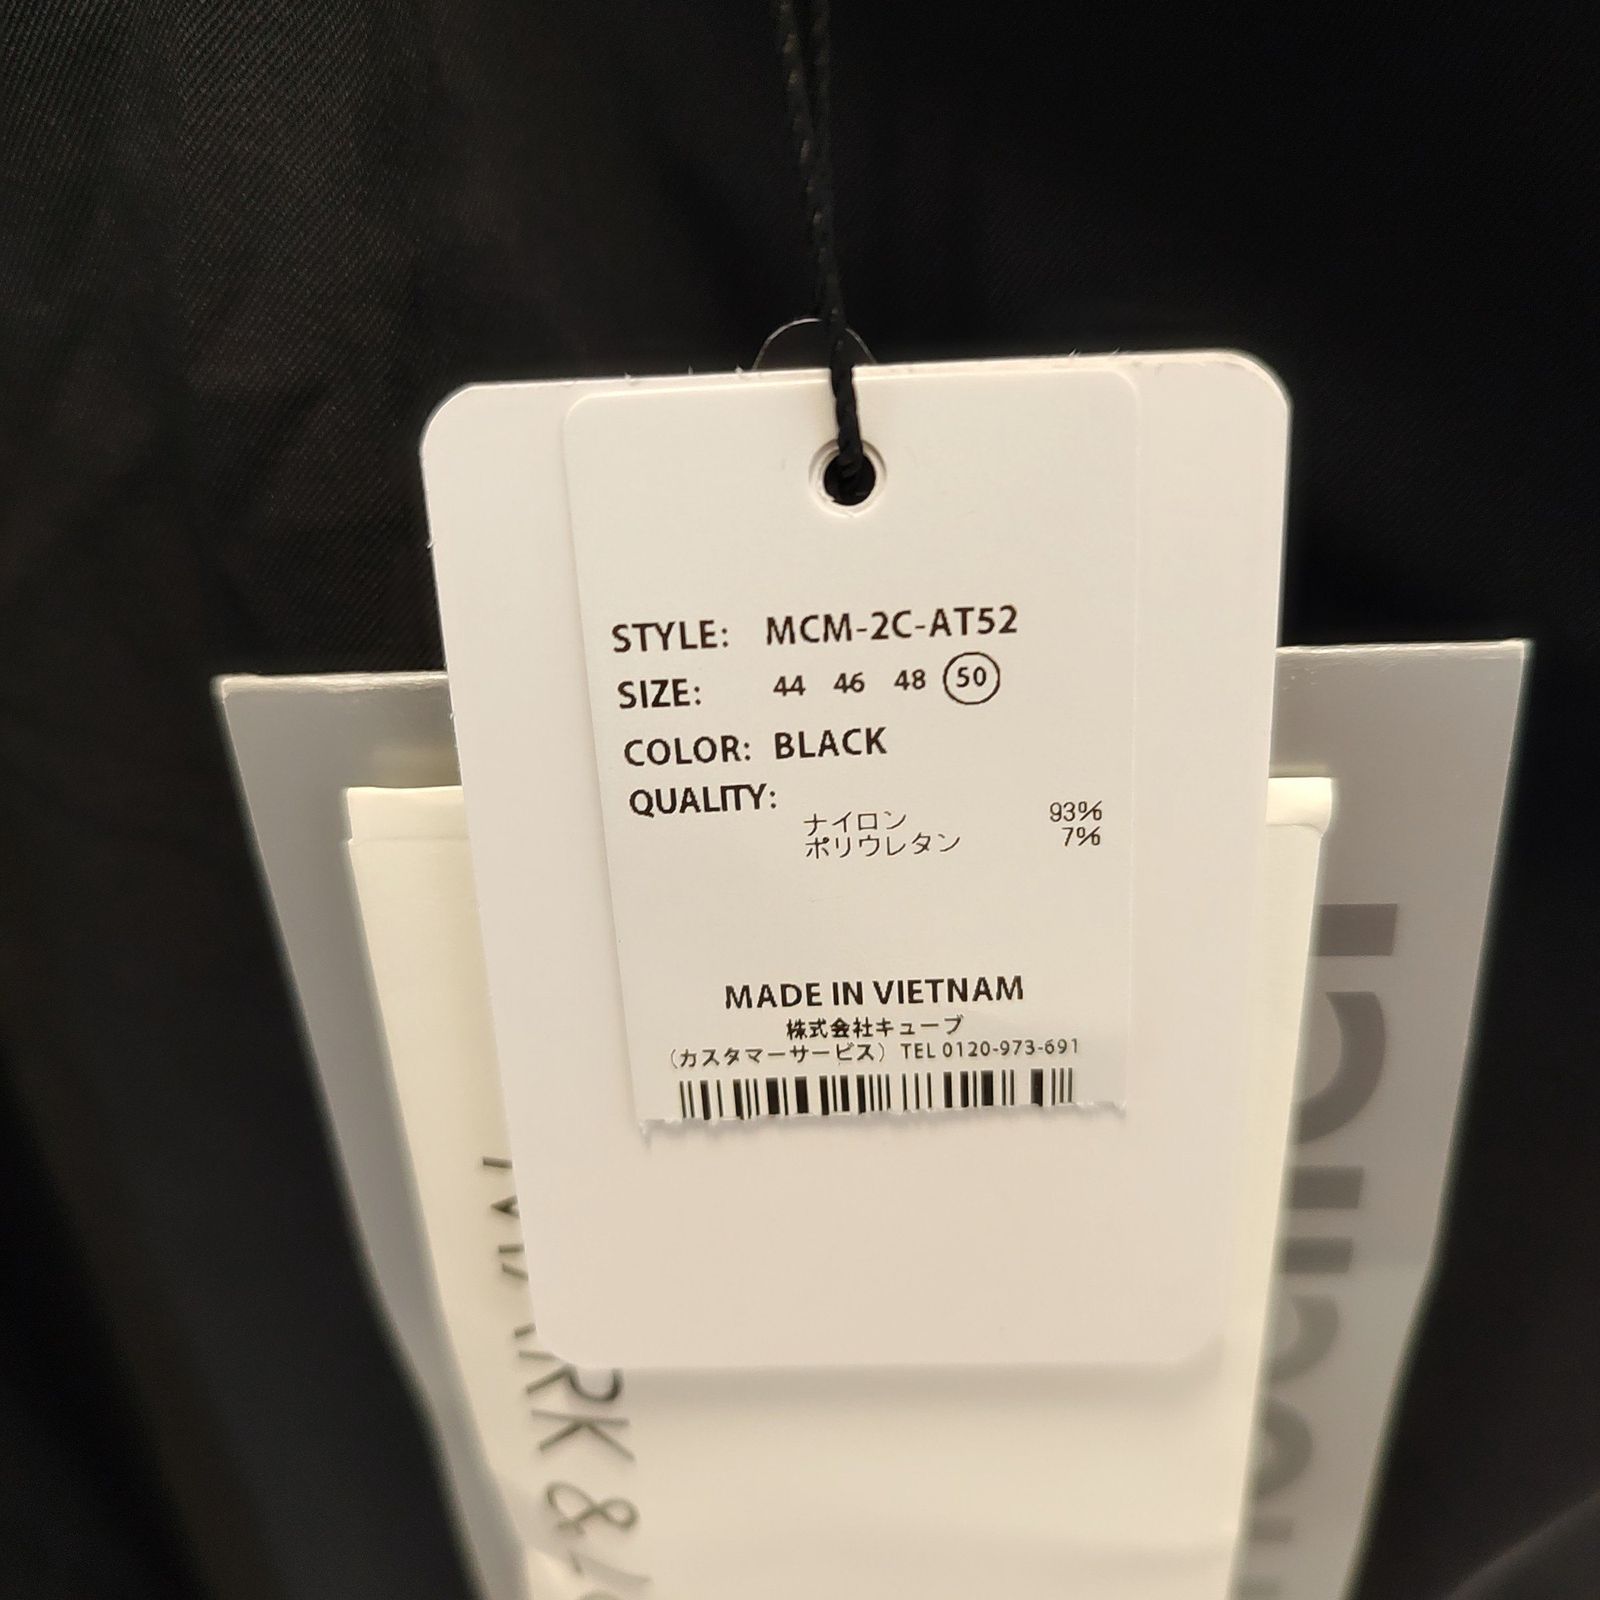 STYLE: MCM-2C-AT52
SIZE: 44 46 48 50
COLOR: BLACK
QUALITY:
ナイロン 93%
ポリウレタン 7%
MADE IN VIETNAM
株式会社キューブ
(カスタマーサービス) TEL 0120-973-691
MARK & LO